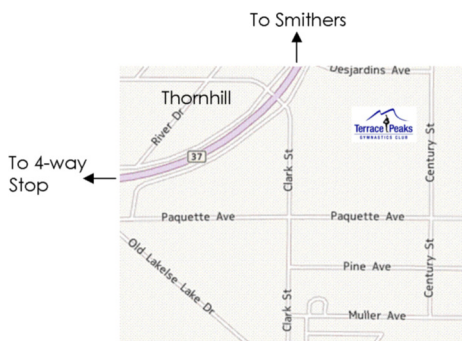 To Smithers
Desjardins Ave
Thornhill
River Dr
Terrace Peaks
GYMNASTICS CLUB
37
To 4-way
Stop
Clark St
Century St
Paquette Ave
Paquette Ave
Old Lakelse Lake Dr
Pine Ave
Century St
Clark St
Muller Ave